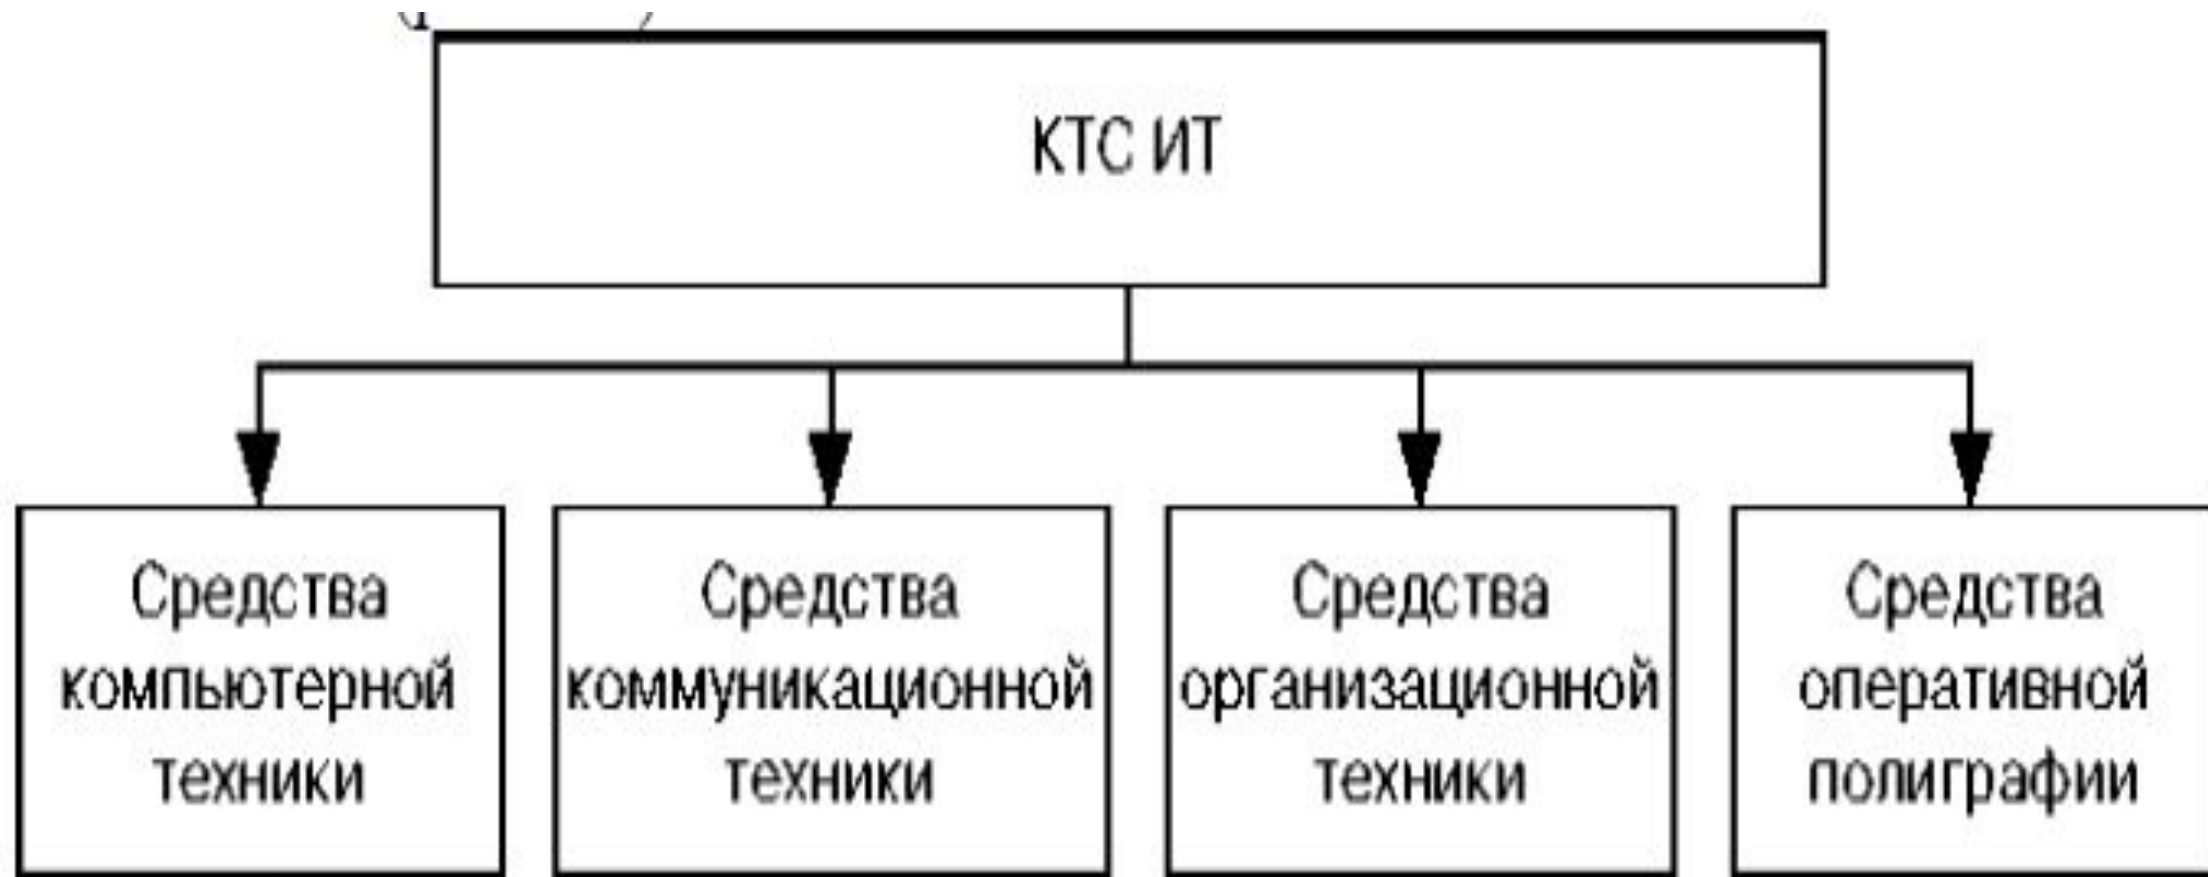 КТС ИТ
Средства
компьютерной
техники
Средства
коммуникационной
техники
Средства
организационной
техники
Средства
оперативной
полиграфии